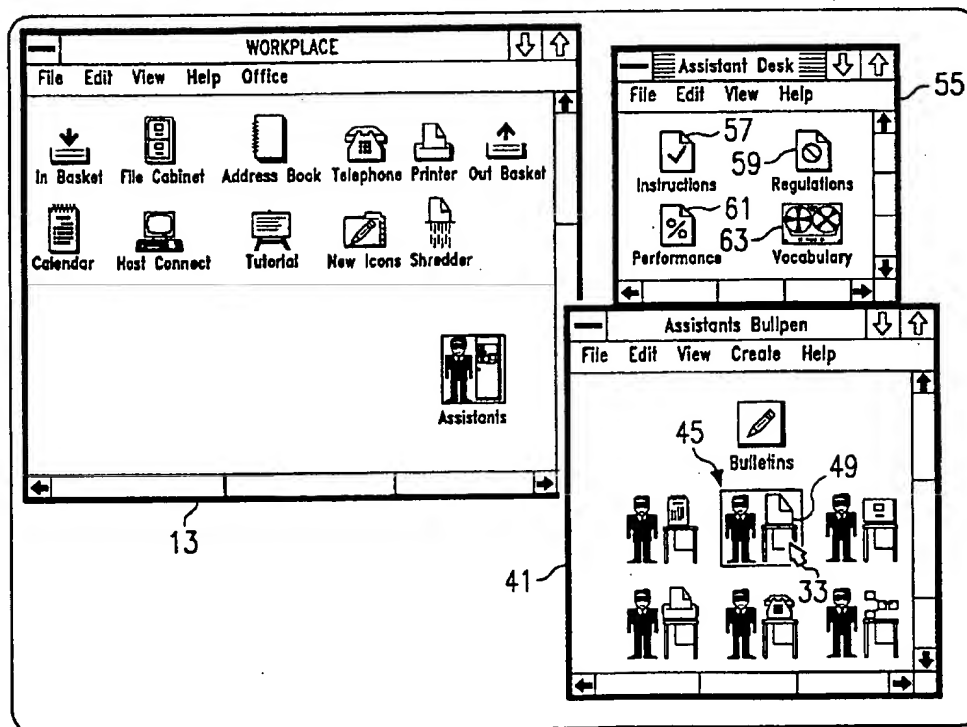 WORKPLACE
File Edit View Help Office
In Basket File Cabinet Address Book Telephone Printer Out Basket
Calendar Host Connect Tutorial New Icons Shredder
Assistants
13
Assistant Desk
File Edit View Help
55
57
59
Instructions Regulations
61
63
Performance Vocabulary
Assistants Bullpen
File Edit View Create Help
45
Bulletins
49
41
33